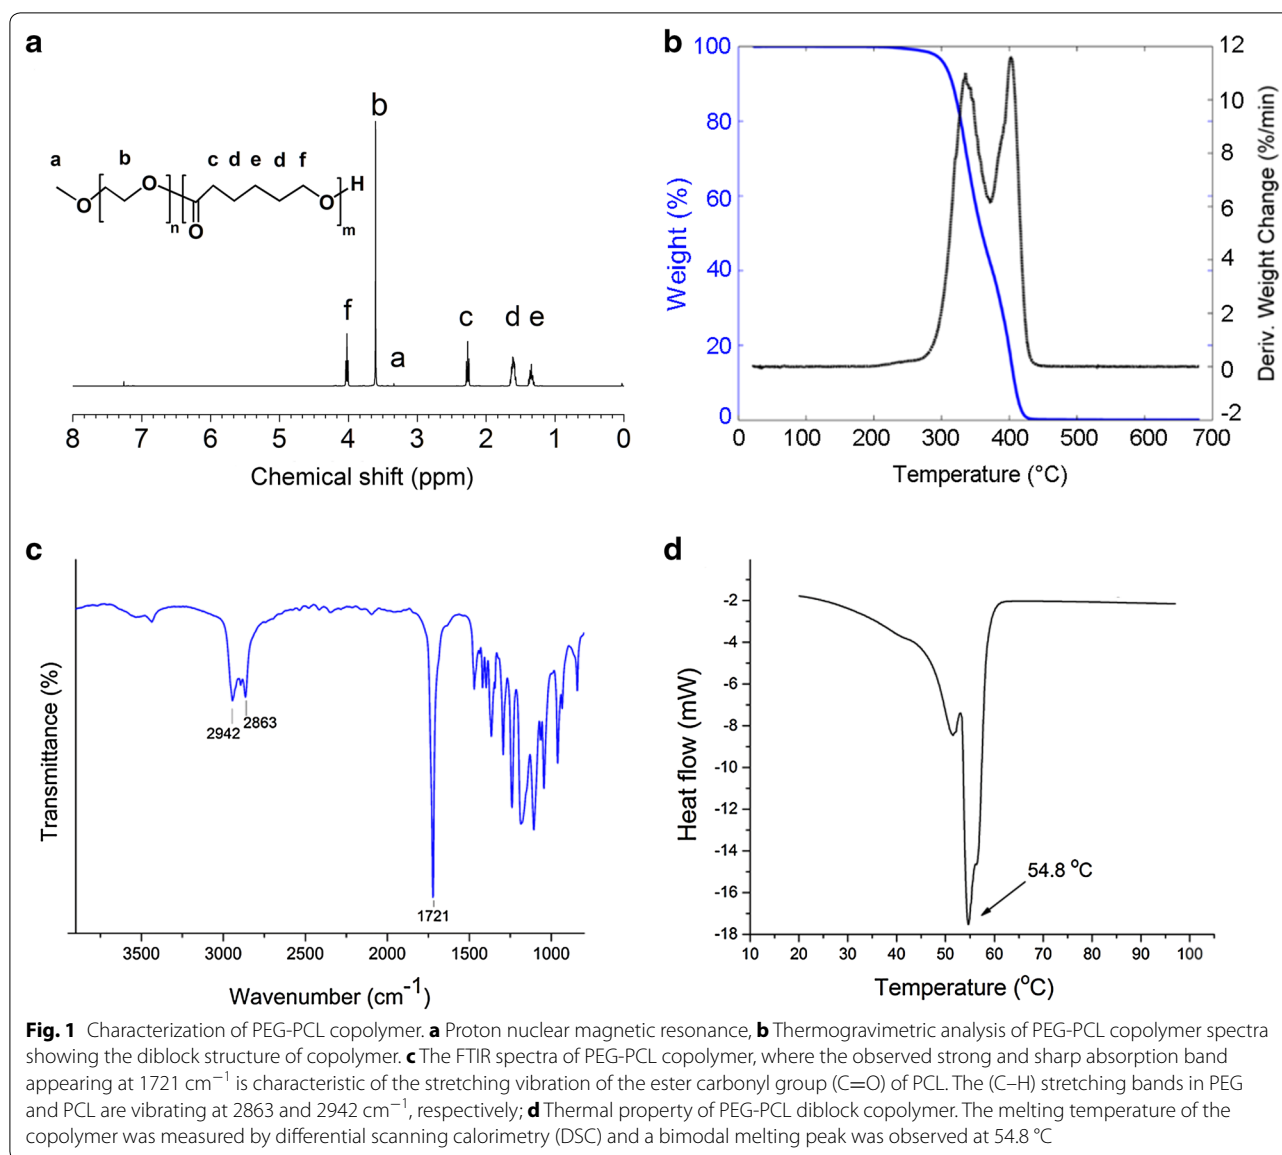 a
b
a b c d e d f
O O O O H
n m
b
f
a
c
d e
8 7 6 5 4 3 2 1 0
Chemical shift (ppm)
b
100
80
60
40
20
0
Weight (%)
12
10
8
6
4
2
0
-2
Deriv. Weight Change (%/min)
0 100 200 300 400 500 600 700
Temperature (°C)
c
Transmittance (%)
2942
2863
1721
3500 3000 2500 2000 1500 1000
Wavenumber (cm-1)
d
-2
-4
-6
-8
-10
-12
-14
-16
-18
Heat flow (mW)
54.8 °C
10 20 30 40 50 60 70 80 90 100
Temperature (°C)
Fig. 1 Characterization of PEG-PCL copolymer. a Proton nuclear magnetic resonance, b Thermogravimetric analysis of PEG-PCL copolymer spectra
showing the diblock structure of copolymer. c The FTIR spectra of PEG-PCL copolymer, where the observed strong and sharp absorption band
appearing at 1721 cm−1 is characteristic of the stretching vibration of the ester carbonyl group (C=O) of PCL. The (C–H) stretching bands in PEG
and PCL are vibrating at 2863 and 2942 cm−1, respectively; d Thermal property of PEG-PCL diblock copolymer. The melting temperature of the
copolymer was measured by differential scanning calorimetry (DSC) and a bimodal melting peak was observed at 54.8 °C